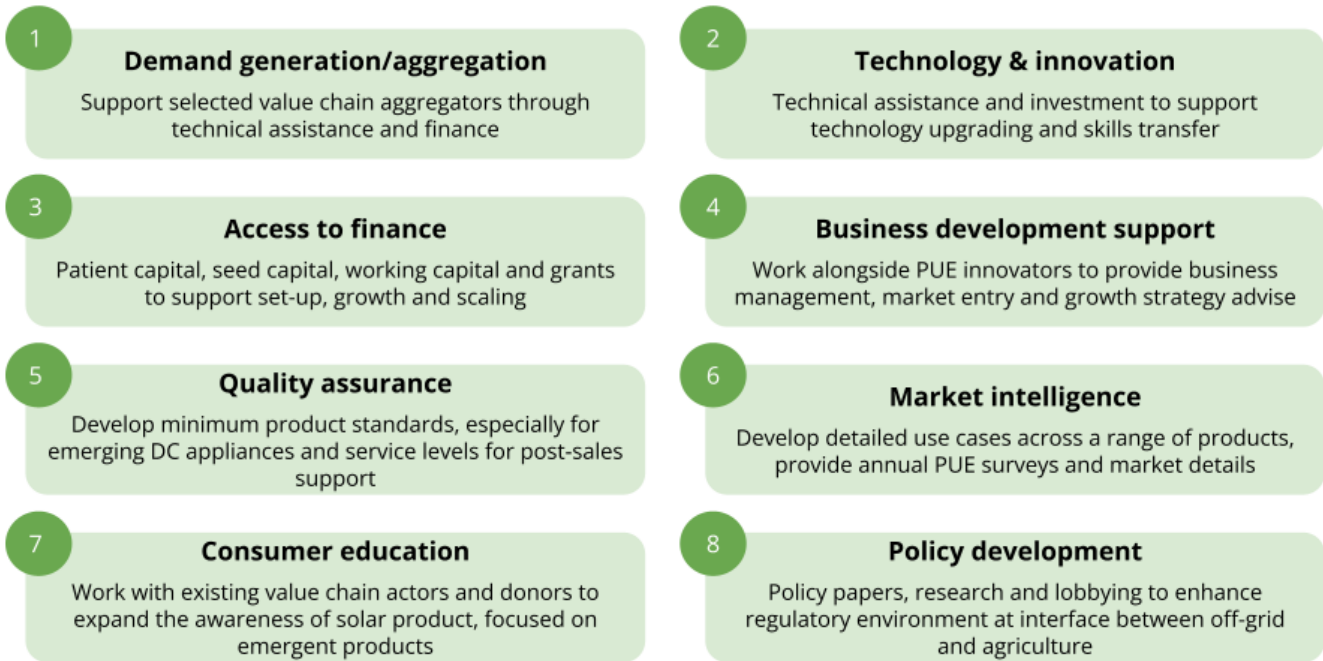 1
Demand generation/aggregation
Support selected value chain aggregators through
technical assistance and finance
2
Technology & innovation
Technical assistance and investment to support
technology upgrading and skills transfer
3
Access to finance
Patient capital, seed capital, working capital and grants
to support set-up, growth and scaling
4
Business development support
Work alongside PUE innovators to provide business
management, market entry and growth strategy advise
5
Quality assurance
Develop minimum product standards, especially for
emerging DC appliances and service levels for post-sales
support
6
Market intelligence
Develop detailed use cases across a range of products,
provide annual PUE surveys and market details
7
Consumer education
Work with existing value chain actors and donors to
expand the awareness of solar product, focused on
emergent products
8
Policy development
Policy papers, research and lobbying to enhance
regulatory environment at interface between off-grid
and agriculture